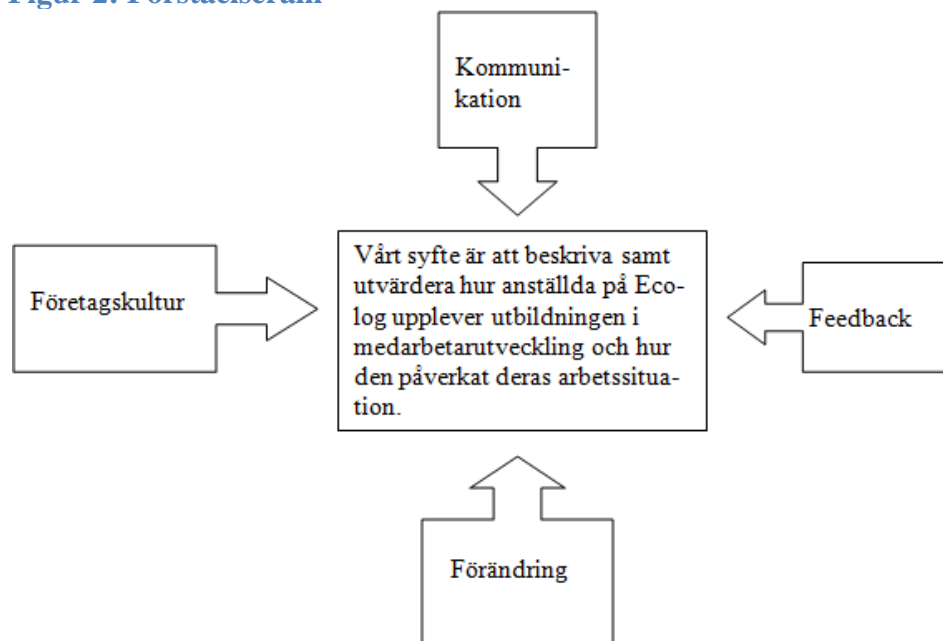 Figur 2. Förståelseram
Kommuni-
kation
Företagskultur
Vårt syfte är att beskriva samt
utvärdera hur anställda på Eco-
log upplever utbildningen i
medarbetarutveckling och hur
den påverkat deras arbetssitua-
tion.
Feedback
Förändring